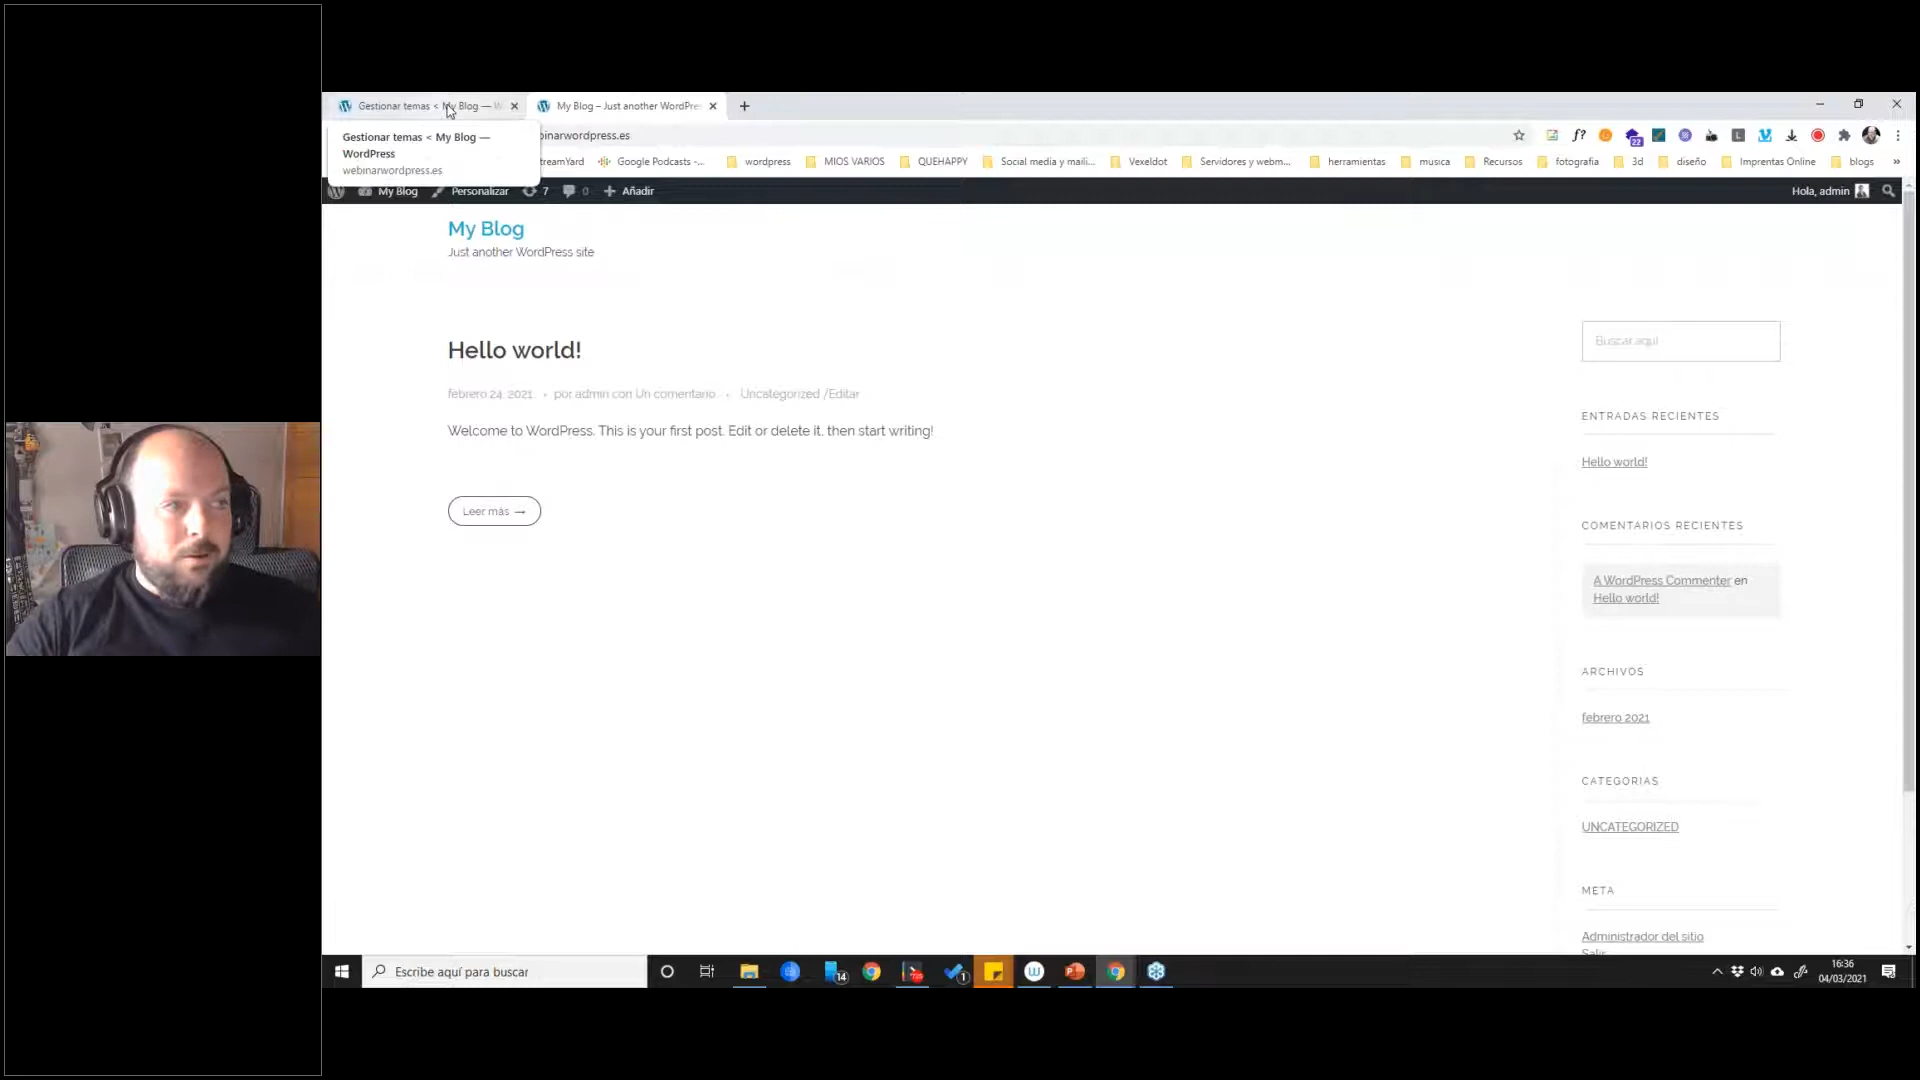 Gestionar temas < My Blog — W
My Blog – Just another WordPre
Gestionar temas < My Blog —
WordPress
webinarwordpress.es
binarwordpress.es
f?
22
treamYard
Google Podcasts -...
wordpress
MIOS VARIOS
QUEHAPPY
Social media y maili...
Vexeldot
Servidores y webm...
herramientas
musica
Recursos
fotografia
3d
diseño
Imprentas Online
blogs
»
My Blog
Personalizar
7
0
Añadir
Hola, admin
My Blog
Just another WordPress site
Hello world!
febrero 24, 2021 • por admin con Un comentario • Uncategorized /Editar
Welcome to WordPress. This is your first post. Edit or delete it, then start writing!
Leer más →
Buscar aquí
ENTRADAS RECIENTES
Hello world!
COMENTARIOS RECIENTES
A WordPress Commenter en
Hello world!
ARCHIVOS
febrero 2021
CATEGORIAS
UNCATEGORIZED
META
Administrador del sitio
Salir
Escribe aquí para buscar
14
1
16:36
04/03/2021